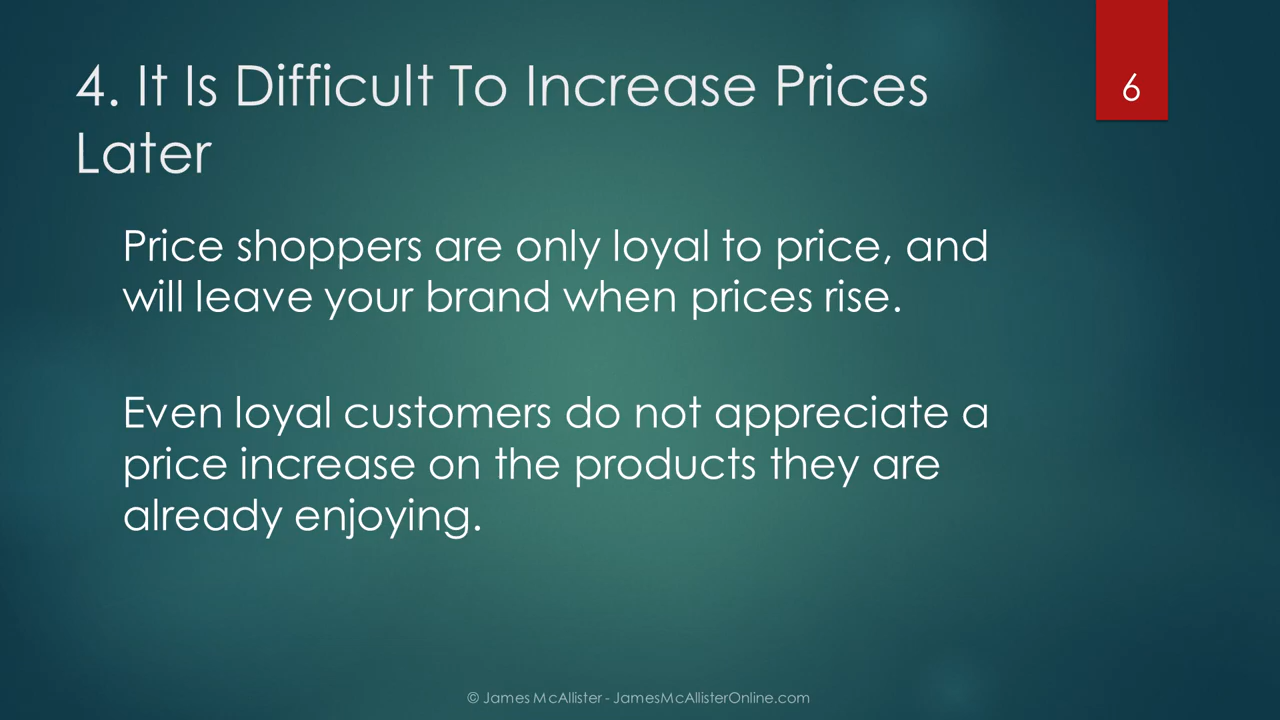 4. It Is Difficult To Increase Prices
Later
6
Price shoppers are only loyal to price, and
will leave your brand when prices rise.
Even loyal customers do not appreciate a
price increase on the products they are
already enjoying.
© James McAllister - JamesMcAllisterOnline.com